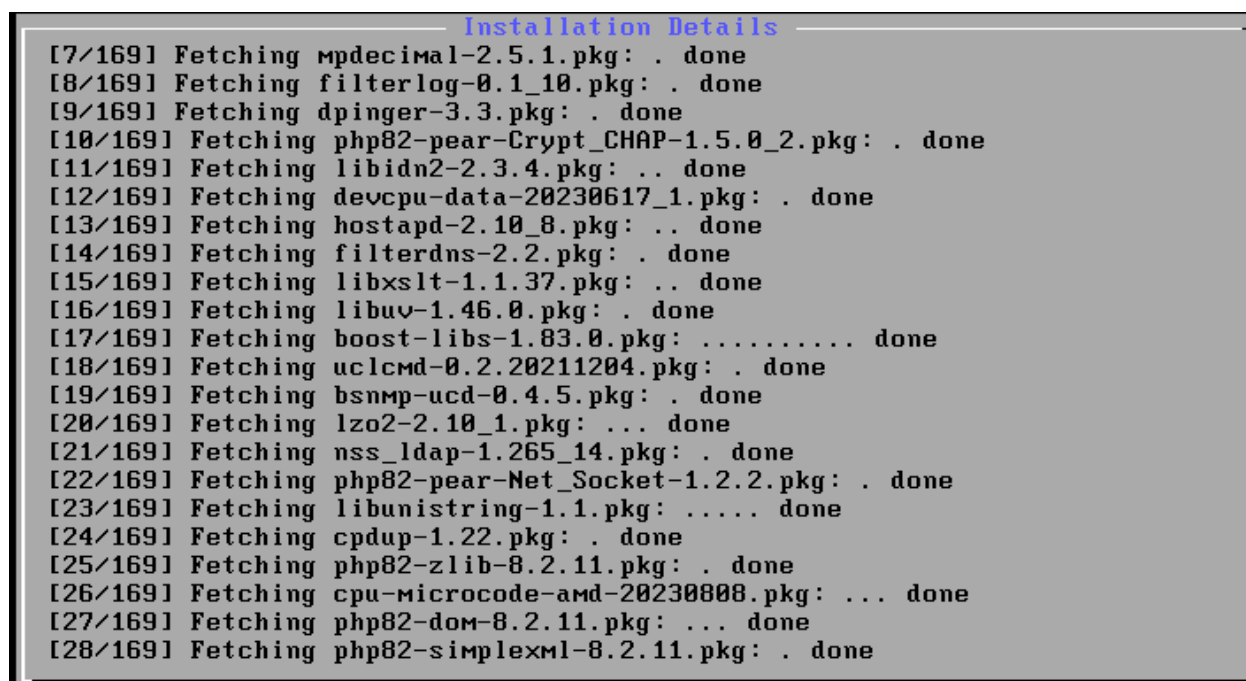 Installation Details
[7/169] Fetching mpdecimal-2.5.1.pkg: . done
[8/169] Fetching filterlog-0.1_10.pkg: . done
[9/169] Fetching dpinger-3.3.pkg: . done
[10/169] Fetching php82-pear-Crypt_CHAP-1.5.0_2.pkg: . done
[11/169] Fetching libidn2-2.3.4.pkg: .. done
[12/169] Fetching devcpu-data-20230617_1.pkg: . done
[13/169] Fetching hostapd-2.10_8.pkg: .. done
[14/169] Fetching filterdns-2.2.pkg: . done
[15/169] Fetching libxslt-1.1.37.pkg: .. done
[16/169] Fetching libuv-1.46.0.pkg: . done
[17/169] Fetching boost-libs-1.83.0.pkg: .......... done
[18/169] Fetching uclcmd-0.2.20211204.pkg: . done
[19/169] Fetching bsnmp-ucd-0.4.5.pkg: . done
[20/169] Fetching lzo2-2.10_1.pkg: ... done
[21/169] Fetching nss_ldap-1.265_14.pkg: . done
[22/169] Fetching php82-pear-Net_Socket-1.2.2.pkg: . done
[23/169] Fetching libunistring-1.1.pkg: ..... done
[24/169] Fetching cpdup-1.22.pkg: . done
[25/169] Fetching php82-zlib-8.2.11.pkg: . done
[26/169] Fetching cpu-microcode-amd-20230808.pkg: ... done
[27/169] Fetching php82-dom-8.2.11.pkg: ... done
[28/169] Fetching php82-simplexml-8.2.11.pkg: . done